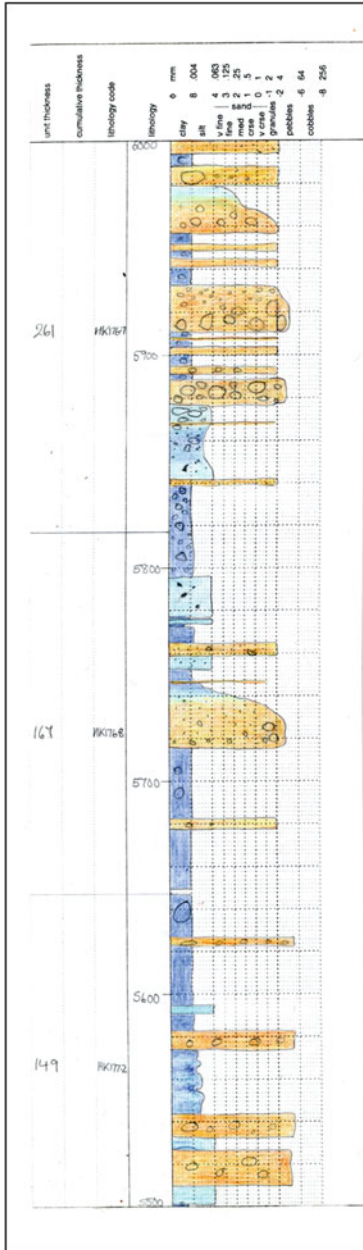 unit thickness
cumulative thickness
lithology code
lithology
ɸ mm
clay 8 .004
silt
4 .063
v fine 3 .125
fine 2 .25
med 1 .5
crse 0 1
v crse -1 2
sand
granules -2 4
pebbles -6 64
cobbles -8 256
6000
261
5900
5800
167
5700
5600
149
5500